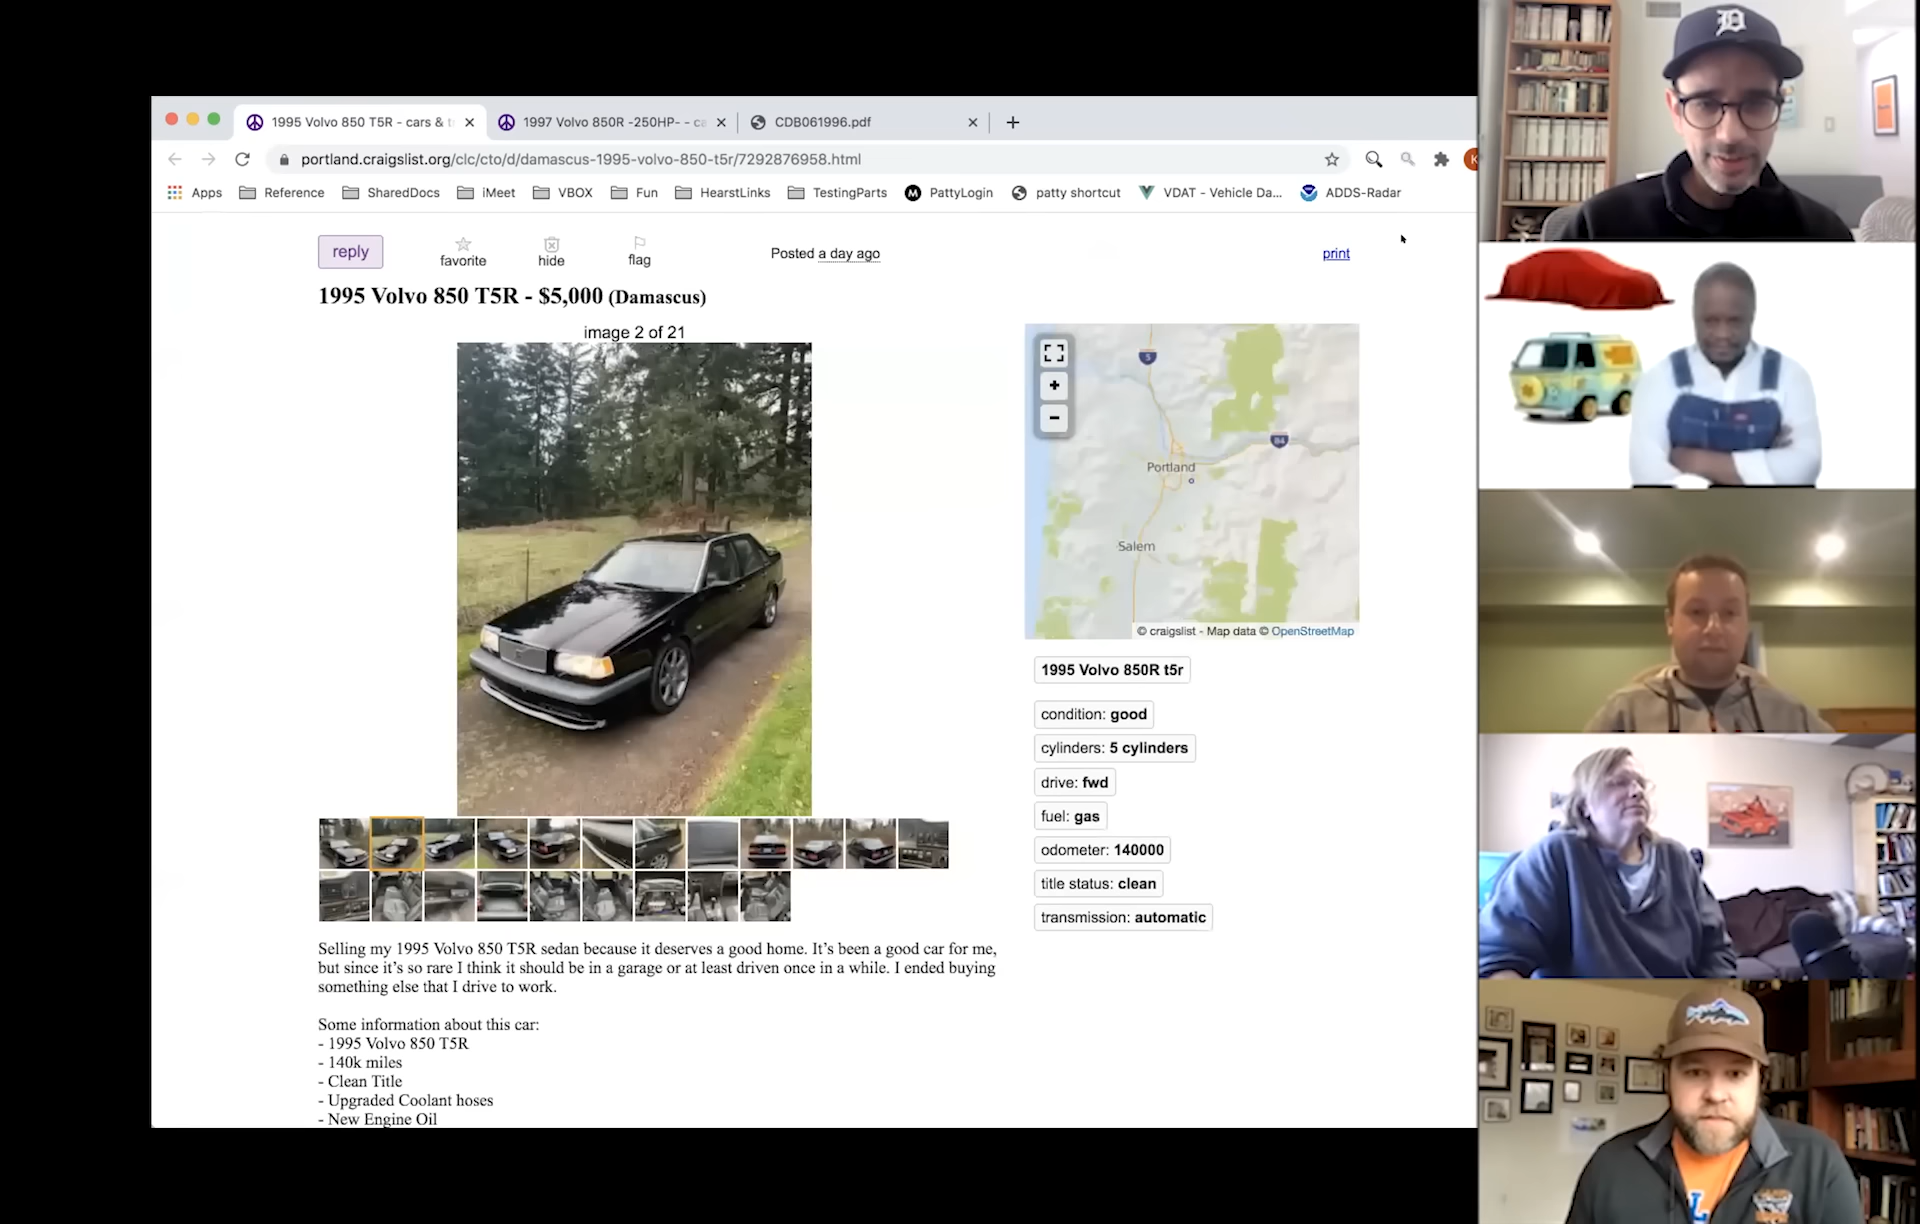 1995 Volvo 850 T5R - cars & t
1997 Volvo 850R -250HP- - ca
CDB061996.pdf
portland.craigslist.org/clc/cto/d/damascus-1995-volvo-850-t5r/7292876958.html
K
Apps
Reference
SharedDocs
iMeet
VBOX
Fun
HearstLinks
TestingParts
M
PattyLogin
patty shortcut
VDAT - Vehicle Da...
ADDS-Radar
reply
favorite
hide
flag
Posted a day ago
print
1995 Volvo 850 T5R - $5,000 (Damascus)
image 2 of 21
5
84
Portland
Salem
© craigslist - Map data © OpenStreetMap
1995 Volvo 850R t5r
condition: good
cylinders: 5 cylinders
drive: fwd
fuel: gas
odometer: 140000
title status: clean
transmission: automatic
Selling my 1995 Volvo 850 T5R sedan because it deserves a good home. It's been a good car for me,
but since it's so rare I think it should be in a garage or at least driven once in a while. I ended buying
something else that I drive to work.
Some information about this car:
- 1995 Volvo 850 T5R
- 140k miles
- Clean Title
- Upgraded Coolant hoses
- New Engine Oil
D